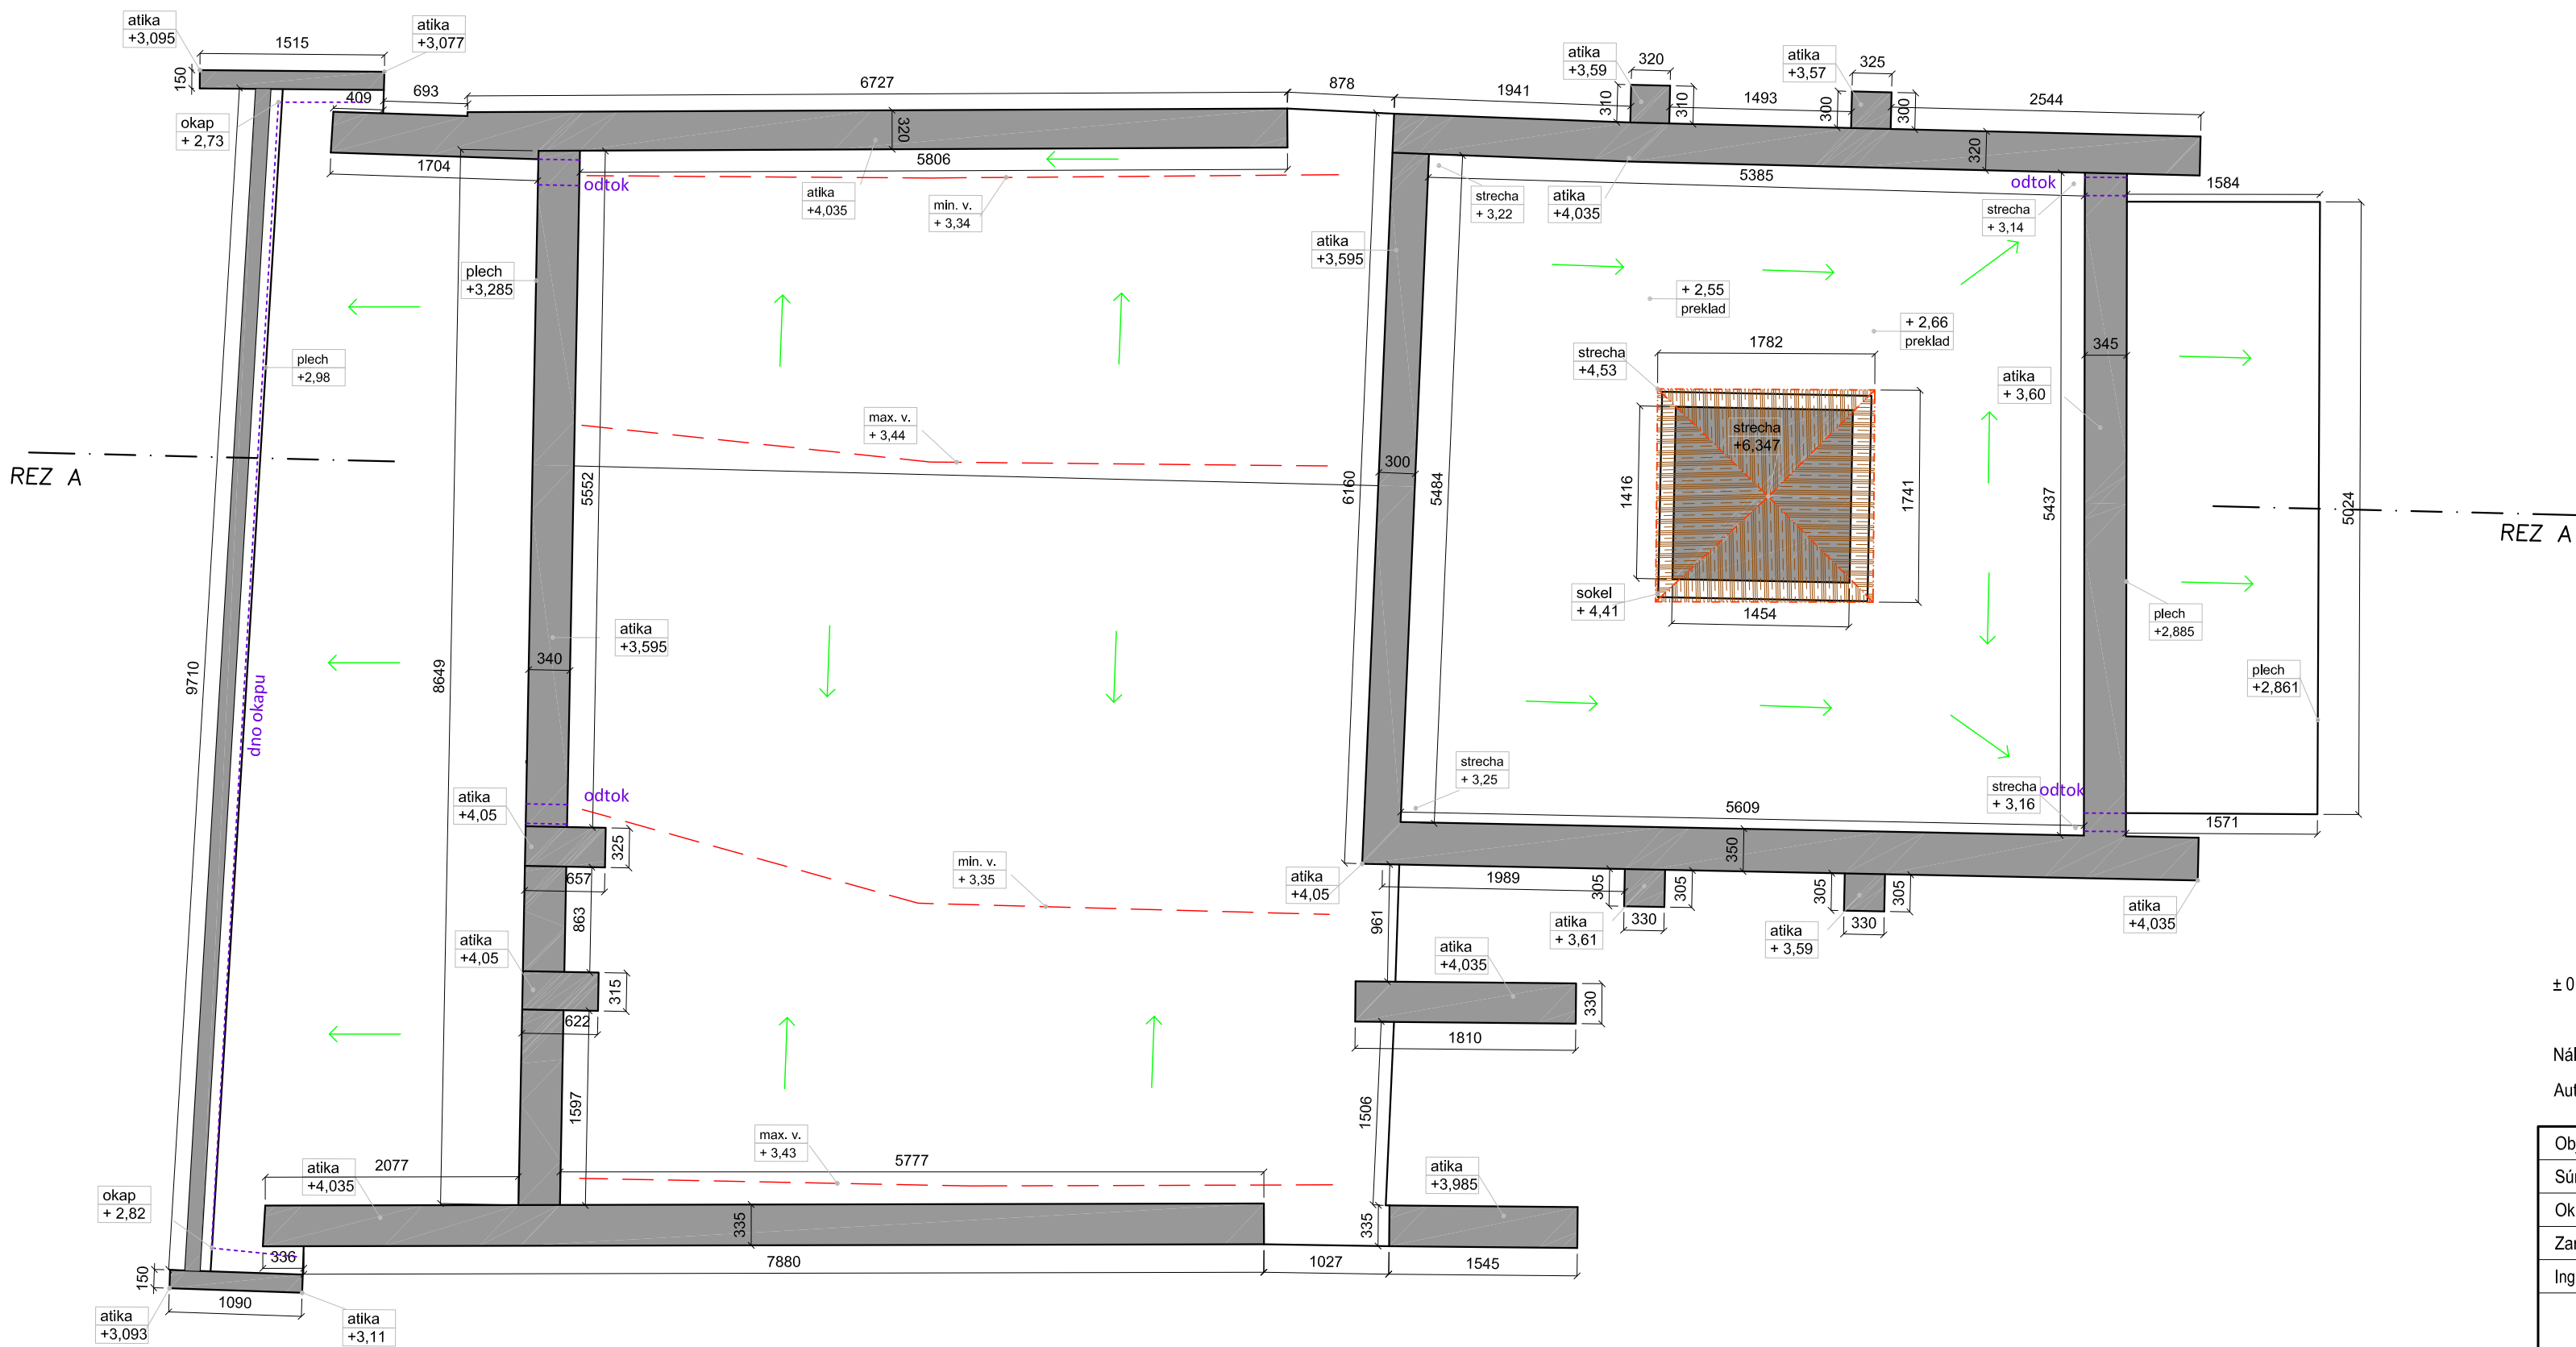 atika
+3,095
1515
atika
+3,077
150
409
693
6727
878
1941
atika
+3,59
320
310
310
1493
atika
+3,57
325
300
300
2544
okap
+ 2,73
1704
320
5806
odtok
atika
+4,035
min. v.
+ 3,34
5385
320
strecha
+ 3,22
atika
+4,035
odtok
strecha
+ 3,14
1584
plech
+3,285
atika
+3,595
+ 2,55
preklad
+ 2,66
preklad
plech
+2,98
strecha
+4,53
1782
345
atika
+ 3,60
max. v.
+ 3,44
strecha
+6,347
REZ A
5552
6160
300
5484
1416
1741
5437
5024
REZ A
sokel
+ 4,41
1454
atika
+3,595
340
plech
+2,885
9710
8649
dno okapu
plech
+2,861
strecha
+ 3,25
atika
+4,05
odtok
5609
strecha
+ 3,16
odtok
1571
325
657
350
min. v.
+ 3,35
atika
+4,05
1989
305
305
330
305
305
330
863
961
atika
+ 3,61
atika
+ 3,59
atika
+4,035
atika
+4,05
atika
+4,035
315
622
330
1810
± 0
1597
1506
Aut
max. v.
+ 3,43
2077
atika
+4,035
5777
atika
+3,985
okap
+ 2,82
335
335
336
7880
1027
1545
150
1090
atika
+3,093
atika
+3,11
Ok
Ing